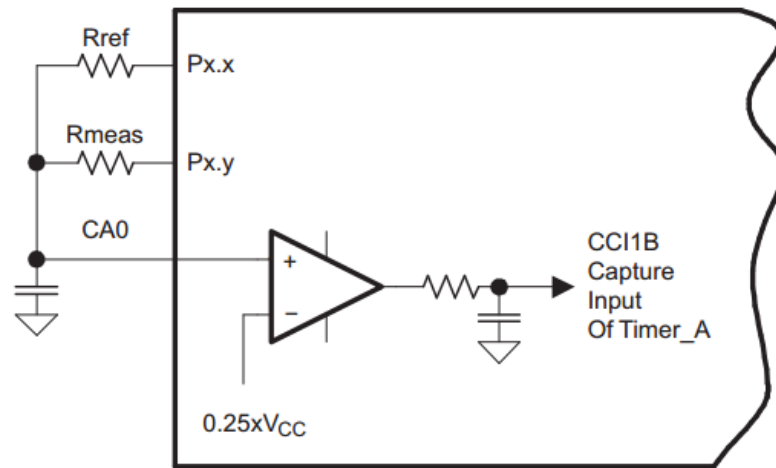 Rref
Px.x
Rmeas
Px.y
CA0
+
−
CCI1B
Capture
Input
Of Timer_A
0.25xVCC